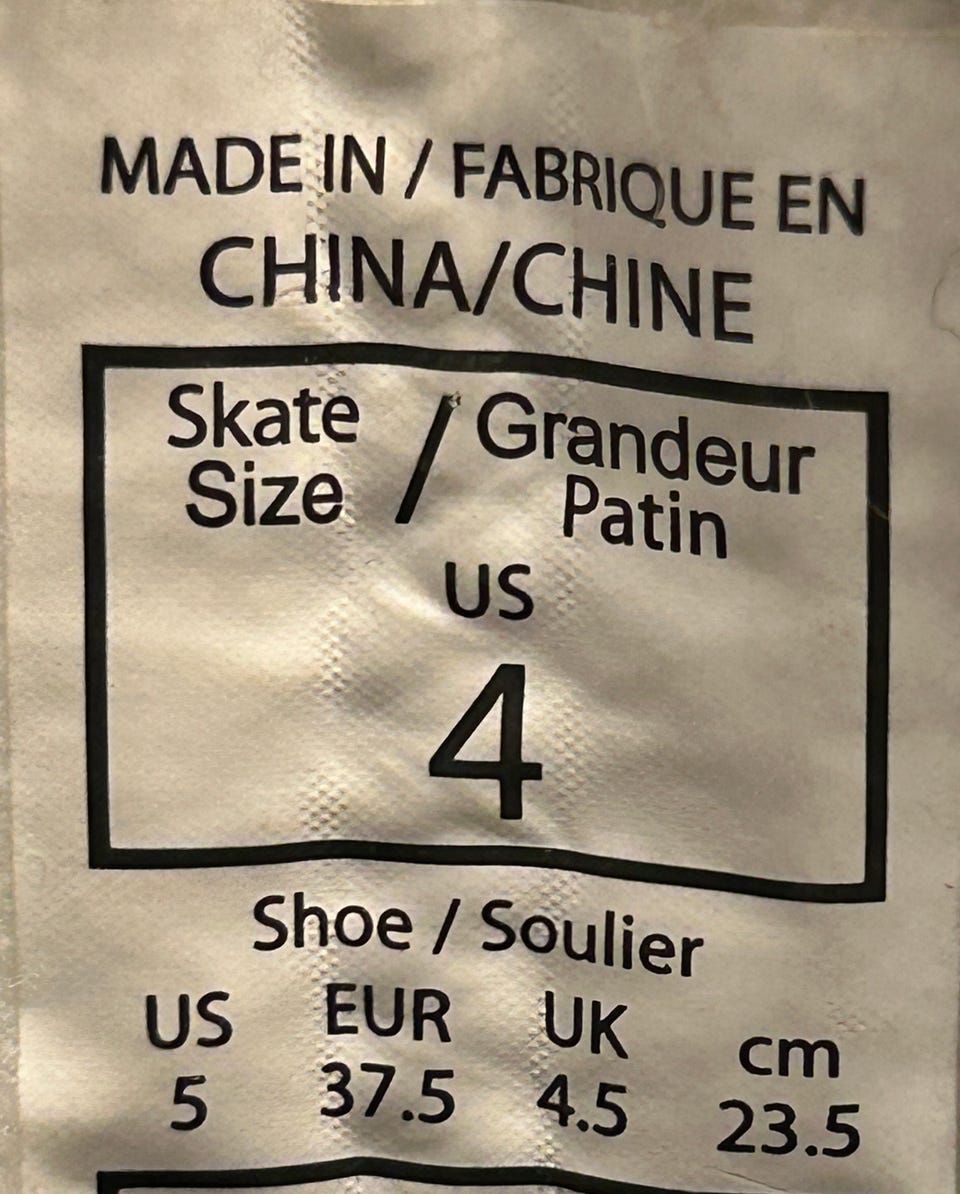 MADE IN / FABRIQUE EN
CHINA/CHINE
Skate / Grandeur
Size Patin
US
4
Shoe / Soulier
US EUR UK cm
5 37.5 4.5 23.5